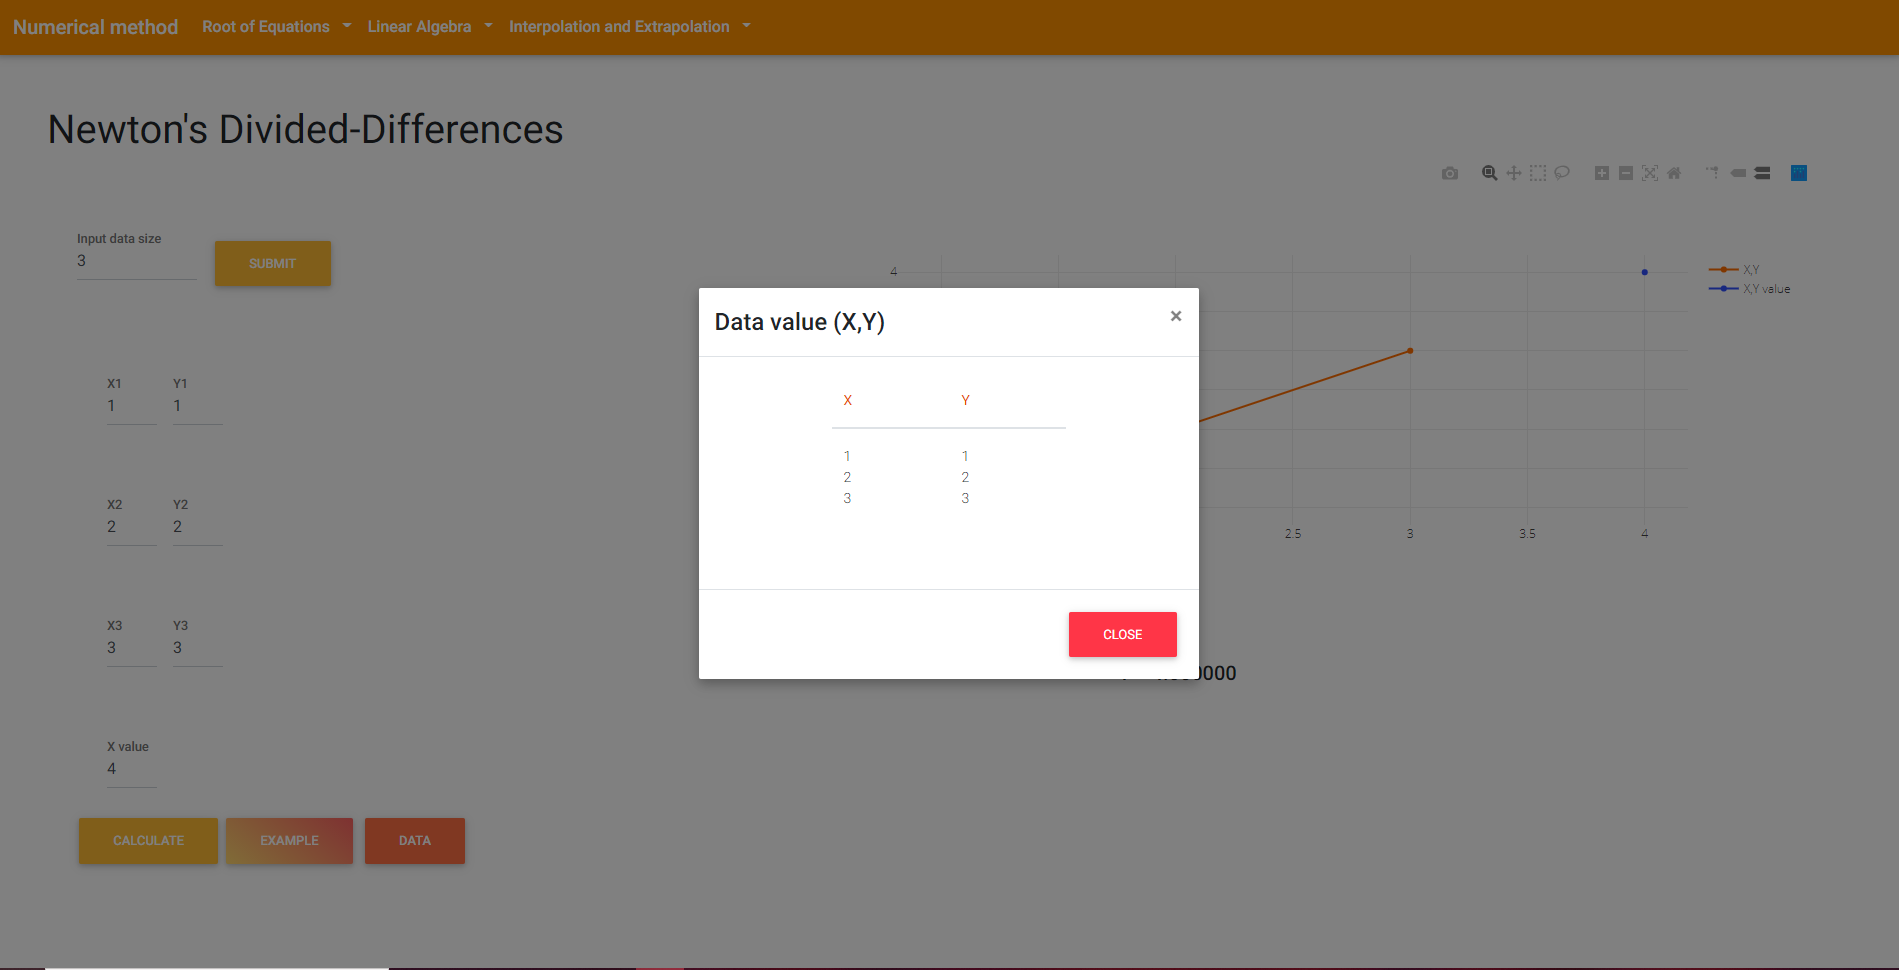 Numerical method Root of Equations Linear Algebra Interpolation and Extrapolation
Newton's Divided-Differences
Input data size
3
SUBMIT
X1 Y1
1 1
X2 Y2
2 2
X3 Y3
3 3
X value
4
CALCULATE EXAMPLE DATA
4
X,Y
X,Y value
2.5 3 3.5 4
Data value (X,Y)
×
X Y
1 1
2 2
3 3
CLOSE